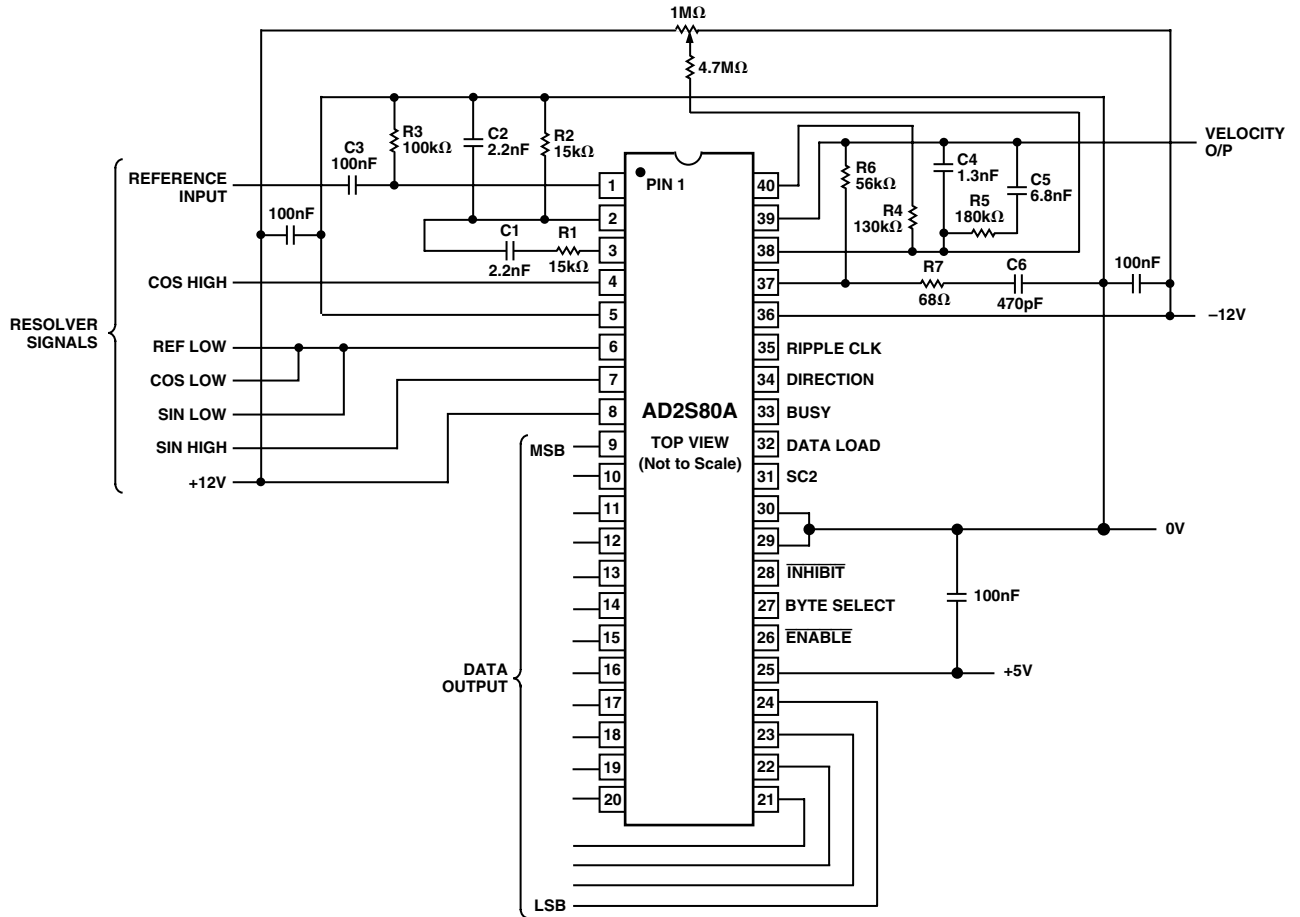 1MΩ
4.7MΩ
R3
100kΩ
C2
2.2nF
R2
15kΩ
C3
100nF
REFERENCE
INPUT
100nF
C1
2.2nF
R1
15kΩ
COS HIGH
RESOLVER
SIGNALS
REF LOW
COS LOW
SIN LOW
SIN HIGH
+12V
PIN 1
AD2S80A
TOP VIEW
(Not to Scale)
1
2
3
4
5
6
7
8
9
10
11
12
13
14
15
16
17
18
19
20
MSB
DATA
OUTPUT
LSB
40
39
38
37
36
35
34
33
32
31
30
29
28
27
26
25
24
23
22
21
VELOCITY
O/P
R6
56kΩ
R4
130kΩ
C4
1.3nF
C5
6.8nF
R5
180kΩ
R7
68Ω
C6
470pF
100nF
–12V
RIPPLE CLK
DIRECTION
BUSY
DATA LOAD
SC2
0V
INHIBIT
BYTE SELECT
ENABLE
100nF
+5V